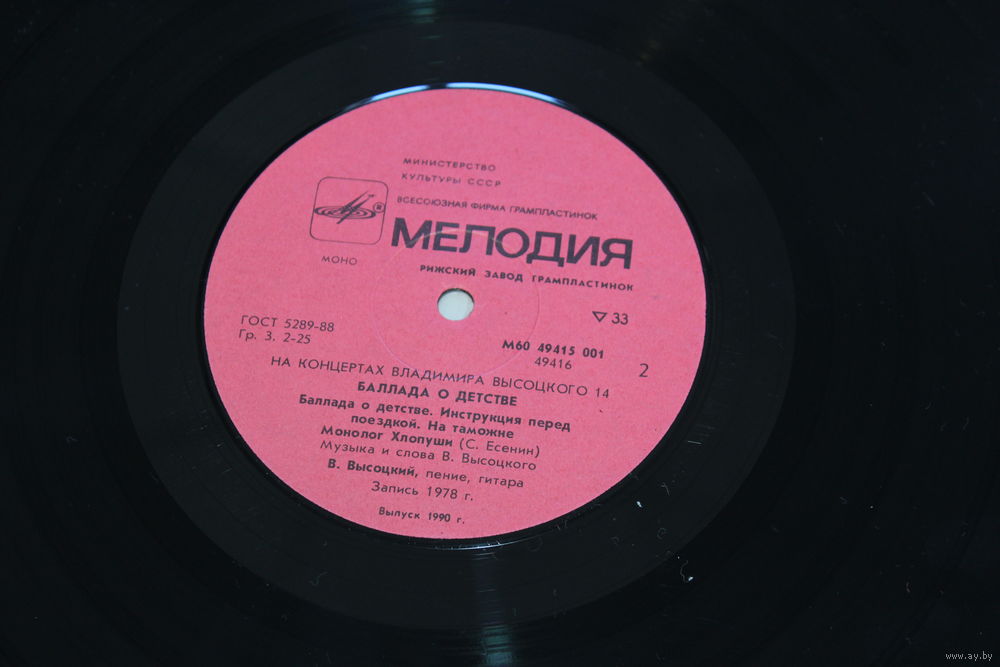 МИНИСТЕРСТВО
КУЛЬТУРЫ СССР
ВСЕСОЮЗНАЯ ФИРМА ГРАМПЛАСТИНОК
R
МЕЛОДИЯ
МОНО
РИЖСКИЙ ЗАВОД ГРАМПЛАСТИНОК
33
ГОСТ 5289-88
Гр. 3. 2-25
М60 49415 001
49416
2
НА КОНЦЕРТАХ ВЛАДИМИРА ВЫСОЦКОГО 14
БАЛЛАДА О ДЕТСТВЕ
Баллада о детстве. Инструкция перед
поездкой. На таможне
Монолог Хлопуши (С. Есенин)
Музыка и слова В. Высоцкого
В. Высоцкий, пение, гитара
Запись 1978 г.
Выпуск 1990 г.
www.ay.by